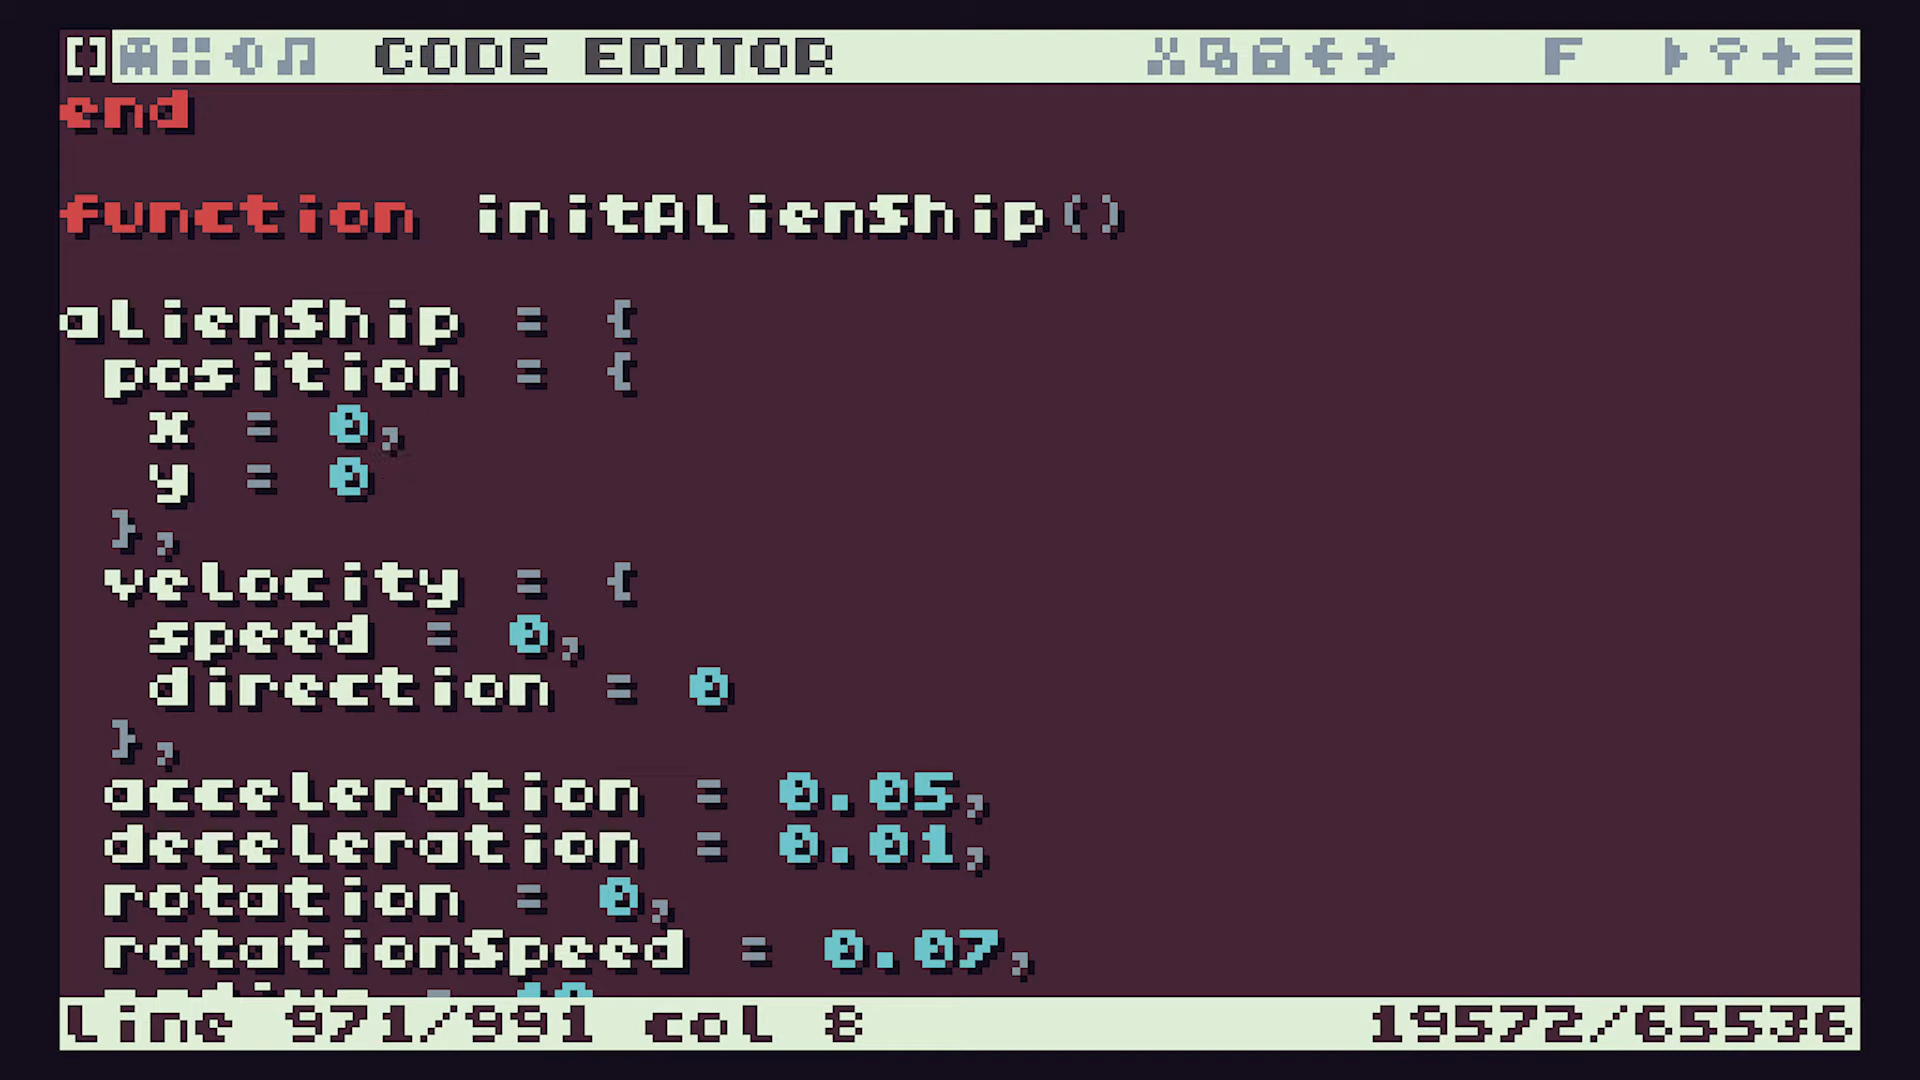 CODE EDITOR F
end
function initAlienShip()
alienShip = {
position = {
x = 0,
y = 0
},
velocity = {
speed = 0,
direction = 0
},
acceleration = 0.05,
deceleration = 0.01,
rotation = 0,
rotationSpeed = 0.07,
line 971/991 col 8 19572/65536